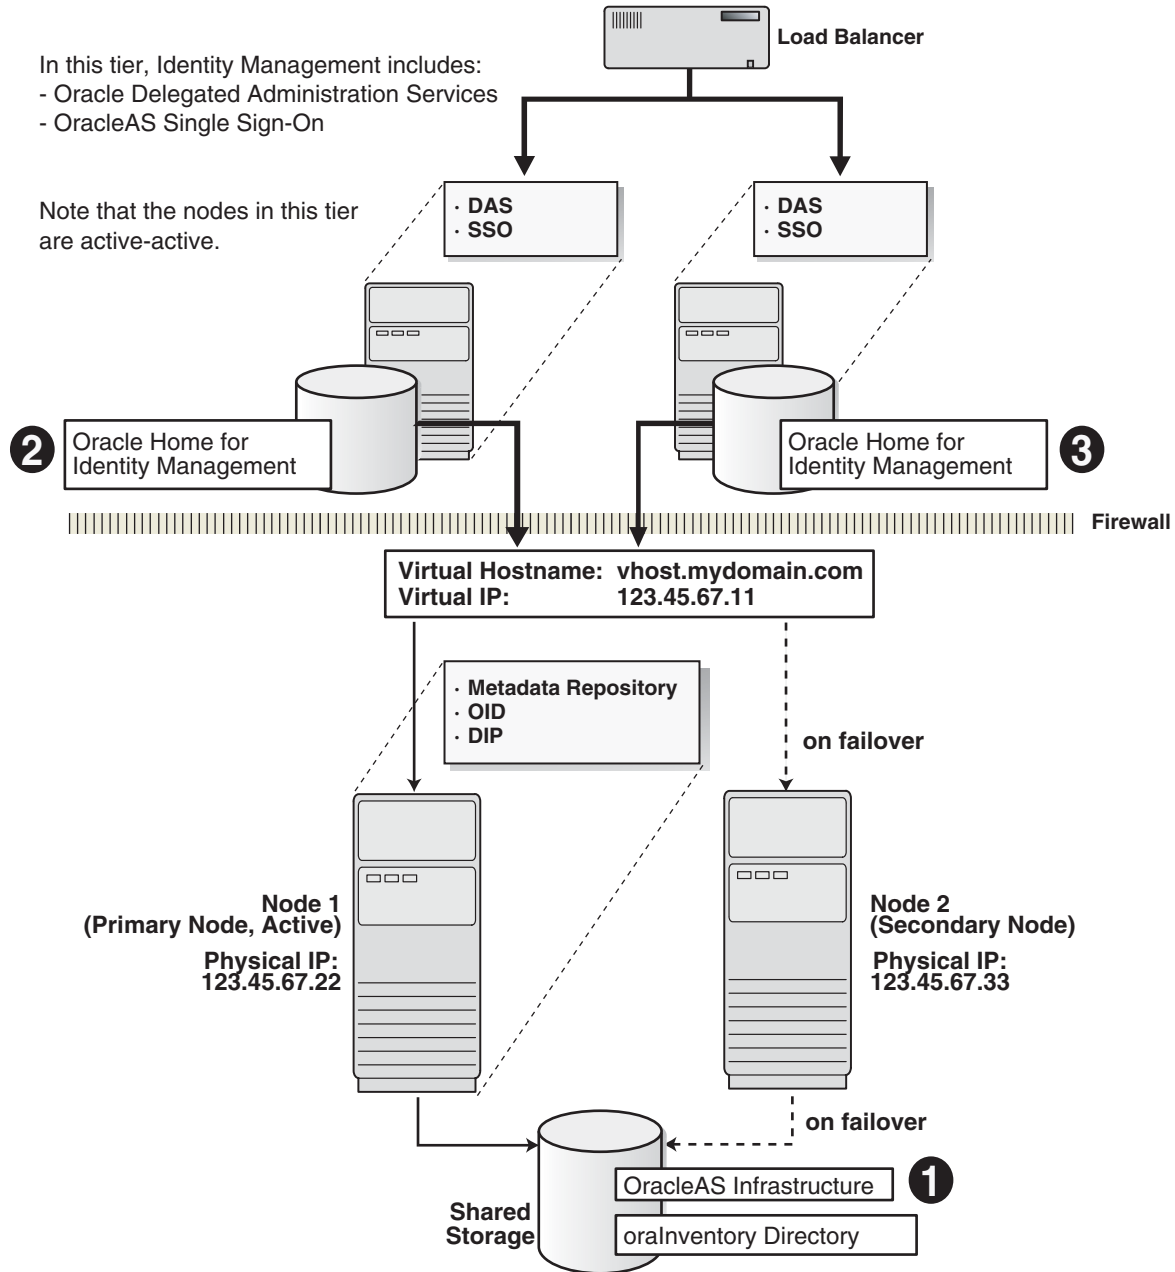 Load Balancer
In this tier, Identity Management includes:
- Oracle Delegated Administration Services
- OracleAS Single Sign-On
Note that the nodes in this tier
are active-active.
· DAS
· SSO
· DAS
· SSO
2
Oracle Home for
Identity Management
Oracle Home for
Identity Management
3
Firewall
Virtual Hostname: vhost.mydomain.com
Virtual IP: 123.45.67.11
· Metadata Repository
· OID
· DIP
on failover
Node 1
(Primary Node, Active)
Physical IP:
123.45.67.22
Node 2
(Secondary Node)
Physical IP:
123.45.67.33
on failover
Shared
Storage
OracleAS Infrastructure
1
oraInventory Directory